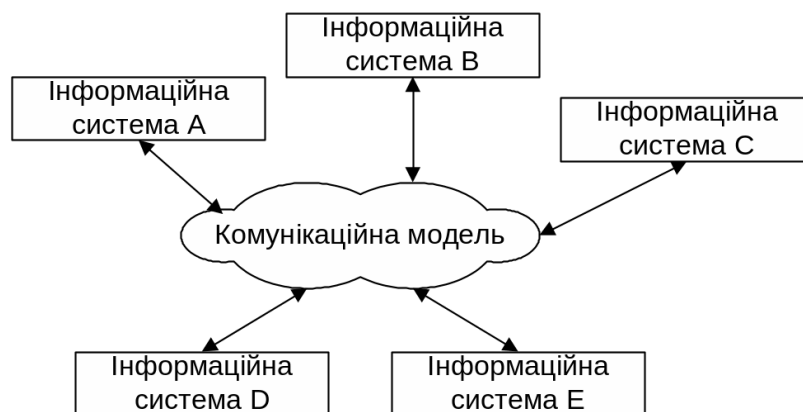 Інформаційна
система B
Інформаційна
система A
Інформаційна
система C
Комунікаційна модель
Інформаційна
система D
Інформаційна
система E